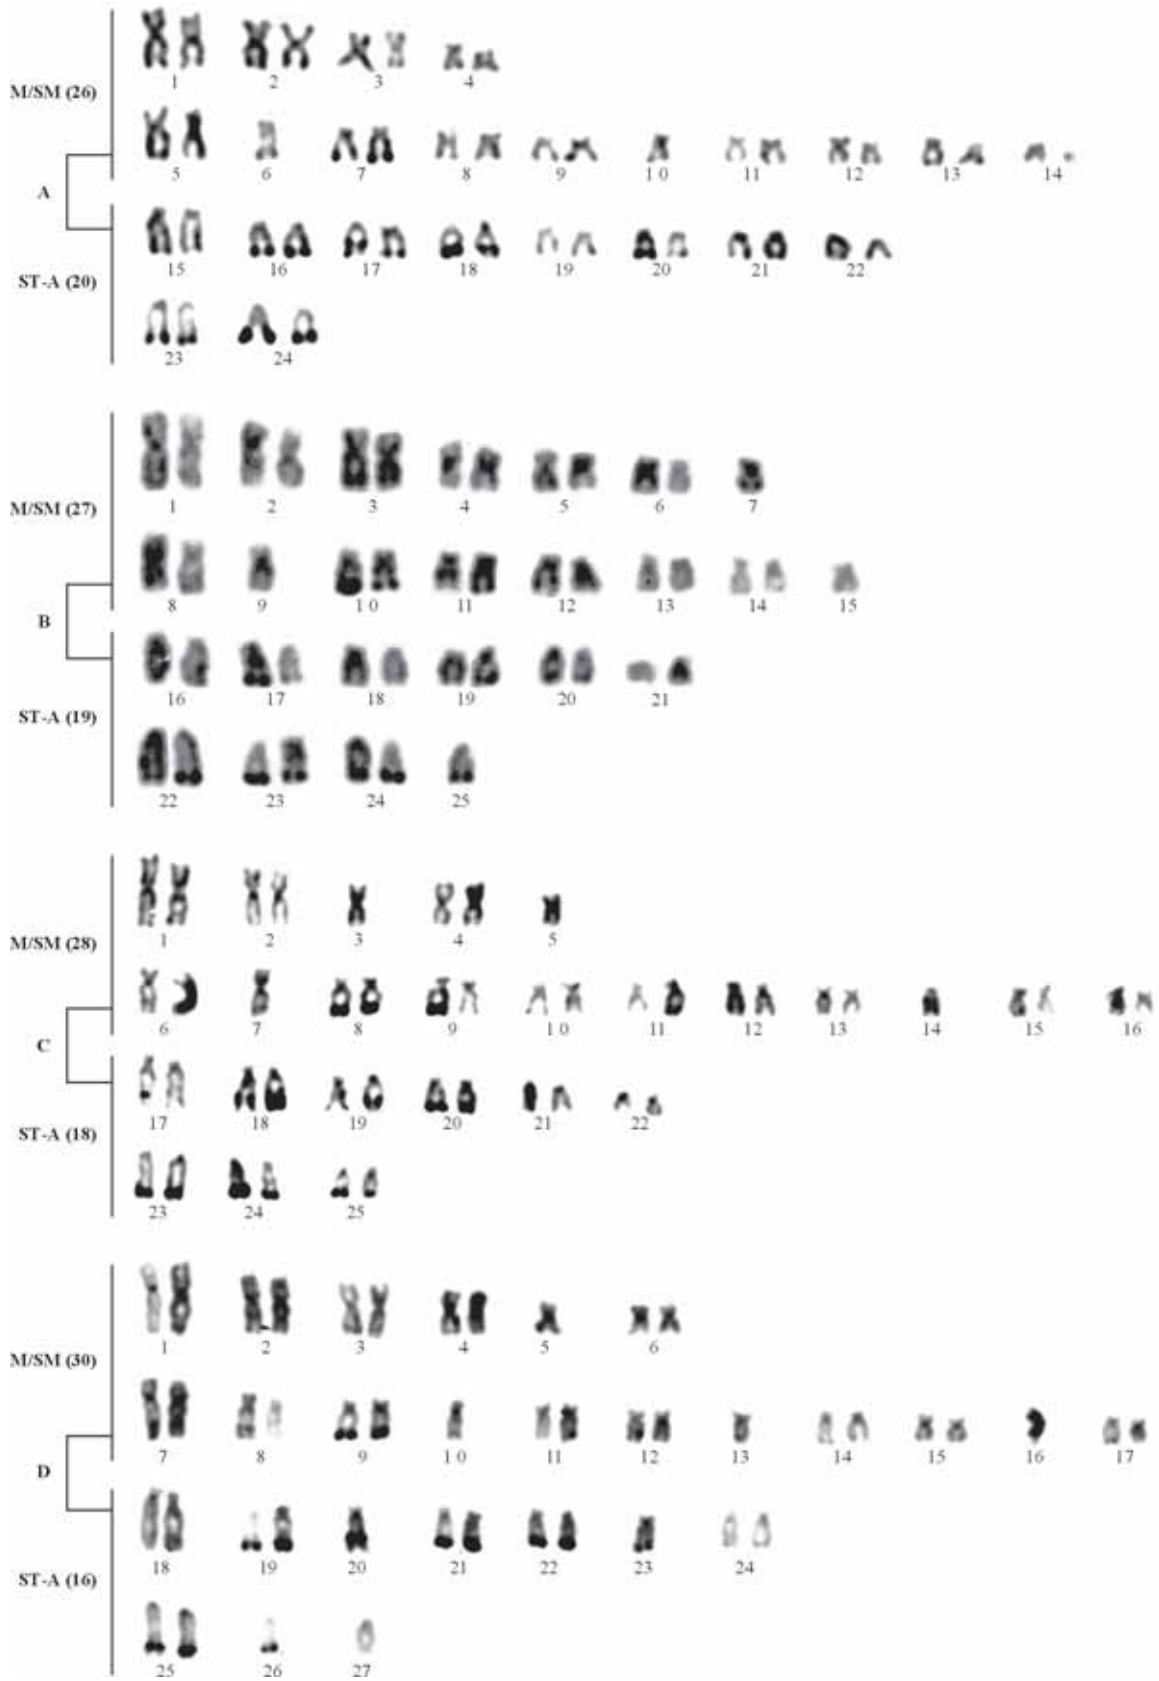 1 2 3 4
M/SM (26)
5 6 7 8 9 10 11 12 13 14
A
15 16 17 18 19 20 21 22
ST-A (20)
23 24
1 2 3 4 5 6 7
M/SM (27)
8 9 10 11 12 13 14 15
B
16 17 18 19 20 21
ST-A (19)
22 23 24 25
1 2 3 4 5
M/SM (28)
6 7 8 9 10 11 12 13 14 15 16
C
17 18 19 20 21 22
ST-A (18)
23 24 25
1 2 3 4 5 6
M/SM (30)
7 8 9 10 11 12 13 14 15 16 17
D
18 19 20 21 22 23 24
ST-A (16)
25 26 27